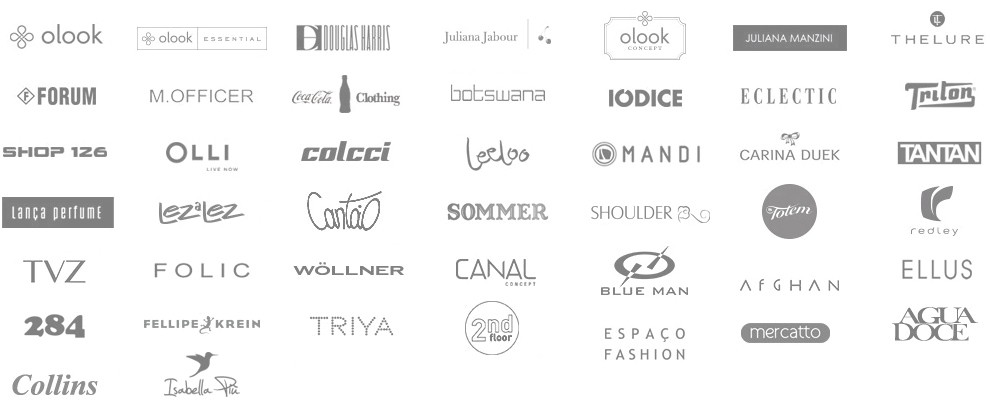 olook
olook ESSENTIAL
DOUGLAS HARRIS
Juliana Jabour
olook
CONCEPT
JULIANA MANZINI
THELURE
FORUM
M.OFFICER
Coca-Cola Clothing
botswana
IÓDICE
ECLECTIC
Triton
SHOP 126
OLLI
LIVE NOW
colcci
Leeloo
MANDI
CARINA DUEK
TANTAN
lança perfumE
LEZ a LEZ
Cantão
SOMMER
SHOULDER
Totem
redley
TVZ
FOLIC
WÖLLNER
CANAL
CONCEPT
BLUE MAN
AfGHAN
ELLUS
284
FELLIPE KREIN
TRIYA
2nd
floor
ESPAÇO
FASHION
mercatto
AGUA
DOCE
Collins
Isabella Piú